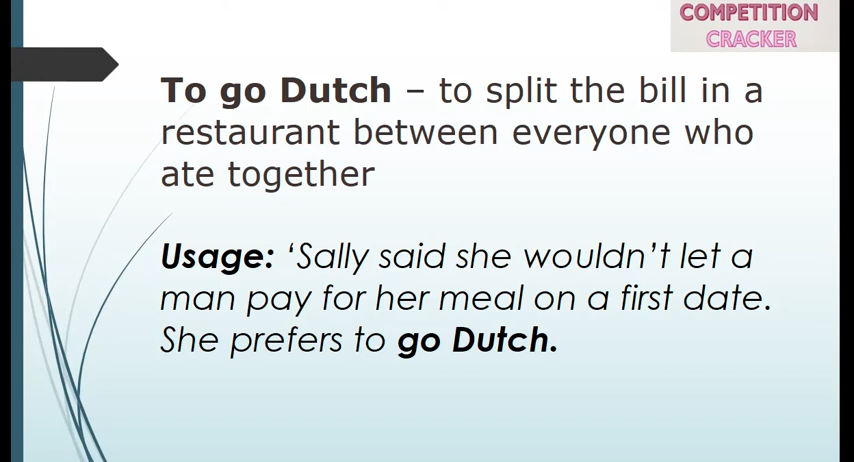 COMPETITION
CRACKER
To go Dutch – to split the bill in a
restaurant between everyone who
ate together
Usage: ‘Sally said she wouldn’t let a
man pay for her meal on a first date.
She prefers to go Dutch.